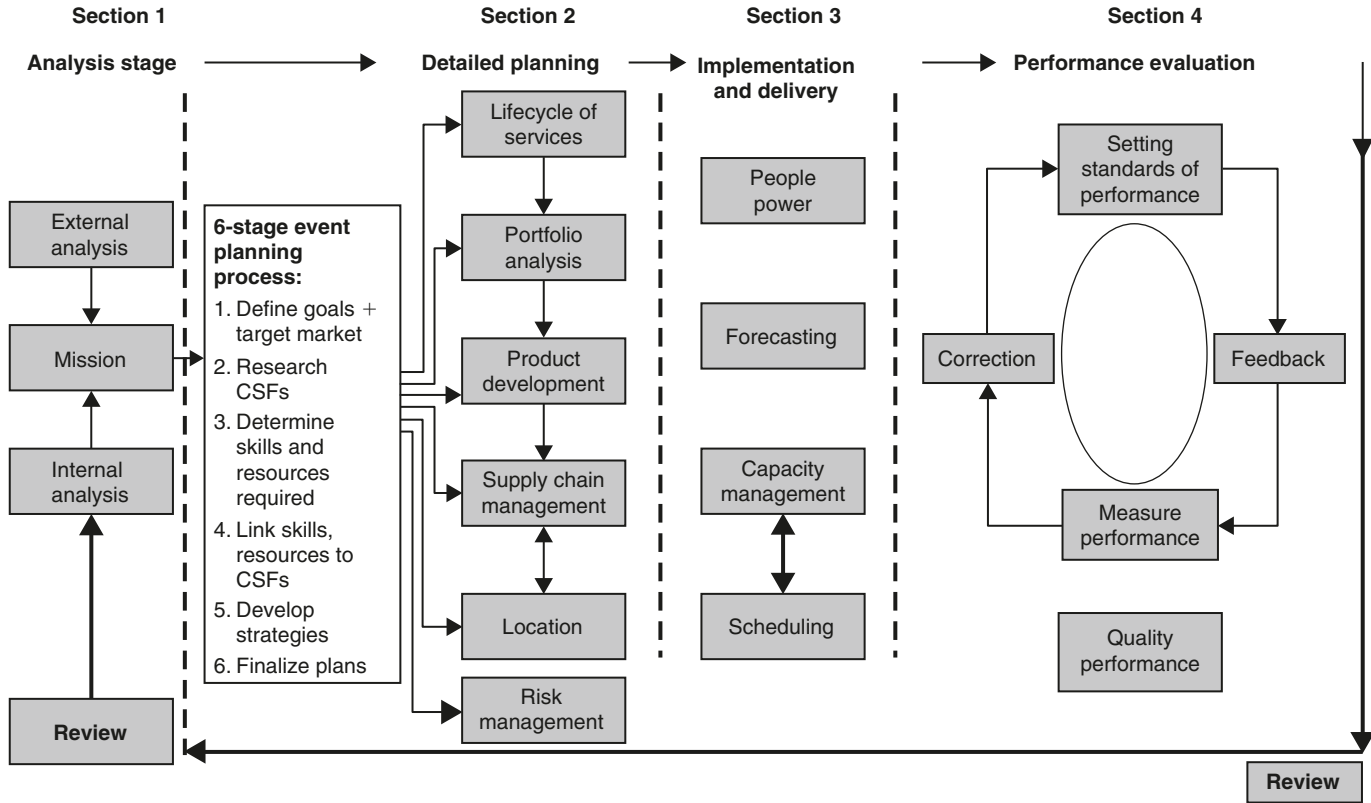 Section 1
Section 2
Section 3
Section 4
Analysis stage
Detailed planning
Implementation
and delivery
Performance evaluation
External
analysis
Mission
Internal
analysis
Review
6-stage event
planning
process:
1. Define goals +
target market
2. Research
CSFs
3. Determine
skills and
resources
required
4. Link skills,
resources to
CSFs
5. Develop
strategies
6. Finalize plans
Lifecycle of
services
Portfolio
analysis
Product
development
Supply chain
management
Location
Risk
management
People
power
Forecasting
Capacity
management
Scheduling
Setting
standards of
performance
Correction
Feedback
Measure
performance
Quality
performance
Review